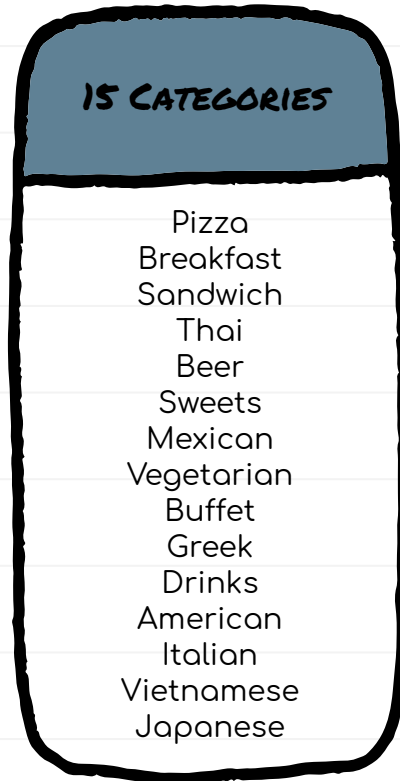 15 Categories
Pizza
Breakfast
Sandwich
Thai
Beer
Sweets
Mexican
Vegetarian
Buffet
Greek
Drinks
American
Italian
Vietnamese
Japanese